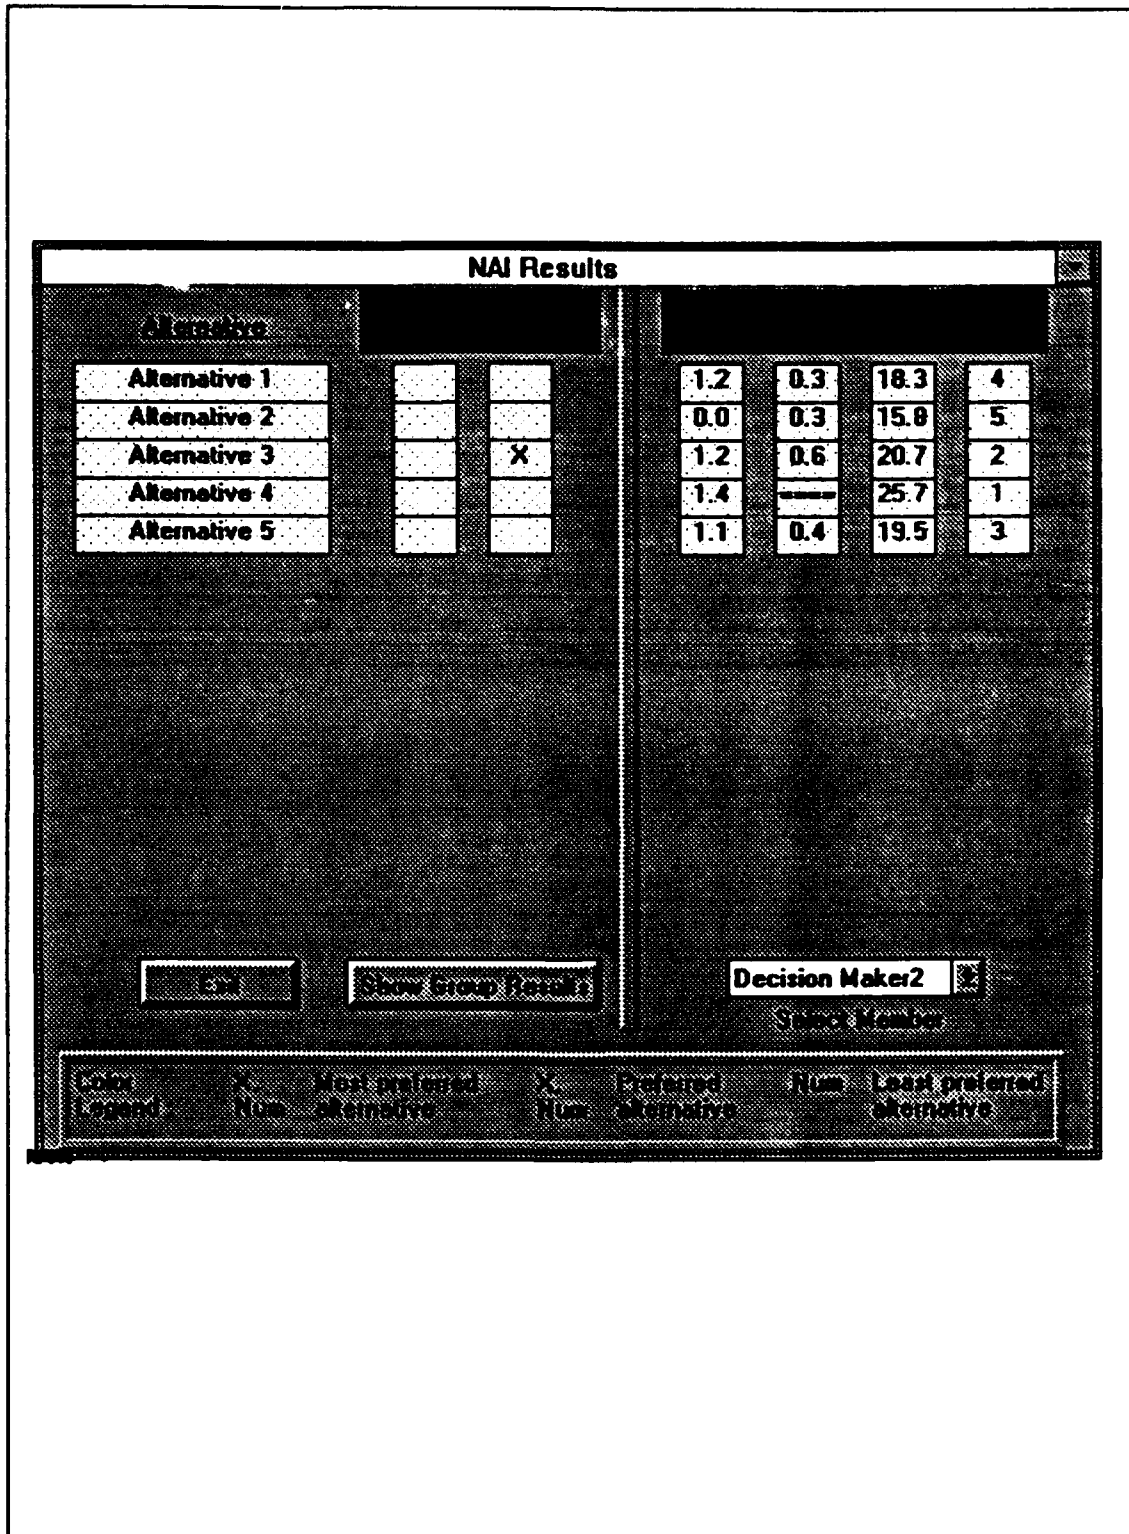 NAI Results
Alternative
Alternative 1 1.2 0.3 18.3 4
Alternative 2 0.0 0.3 15.8 5
Alternative 3 X 1.2 0.6 20.7 2
Alternative 4 1.4 ---- 25.7 1
Alternative 5 1.1 0.4 19.5 3
Exit Show Group Results Decision Maker2
Select Member
Color X Most preferred X Preferred Num Least preferred
Legend : Num alternative Num alternative alternative